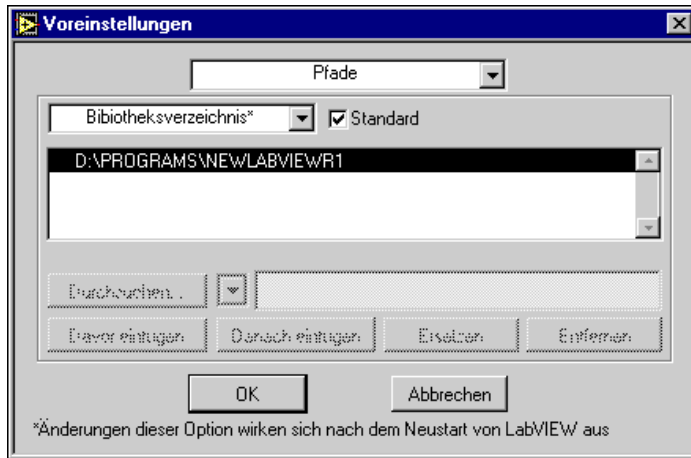 Voreinstellungen
Pfade
Bibiotheksverzeichnis*
Standard
D:\PROGRAMS\NEWLABVIEWR1
Durchsuchen...
Davor einfügen Danach einfügen Ersetzen Entfernen
OK Abbrechen
*Änderungen dieser Option wirken sich nach dem Neustart von LabVIEW aus